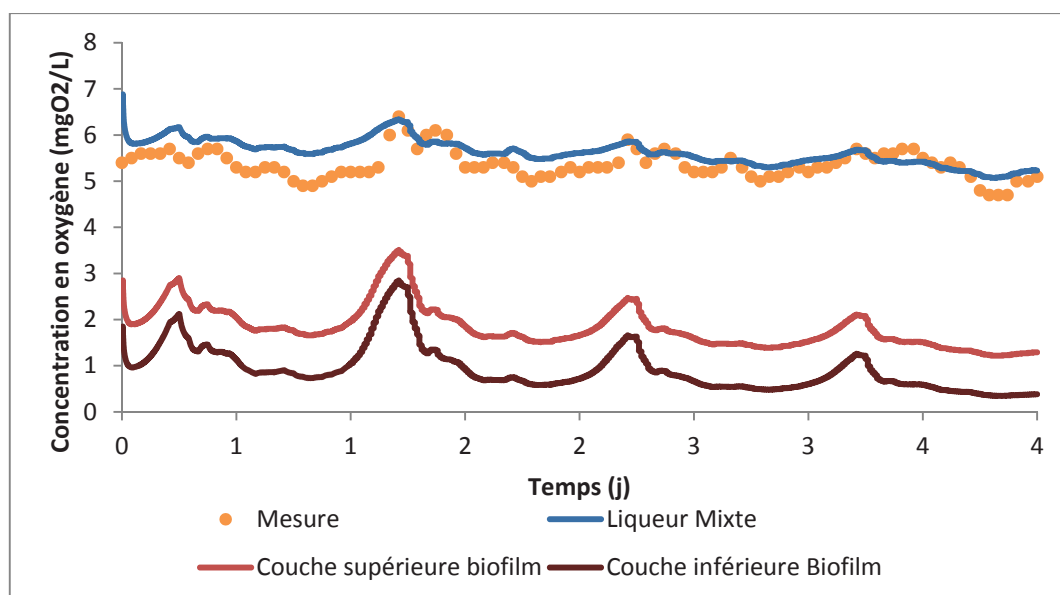 Concentration en oxygène (mgO2/L)
8
7
6
5
4
3
2
1
0
0 1 1 2 2 3 3 4 4
Temps (j)
Mesure Liqueur Mixte
Couche supérieure biofilm Couche inférieure Biofilm